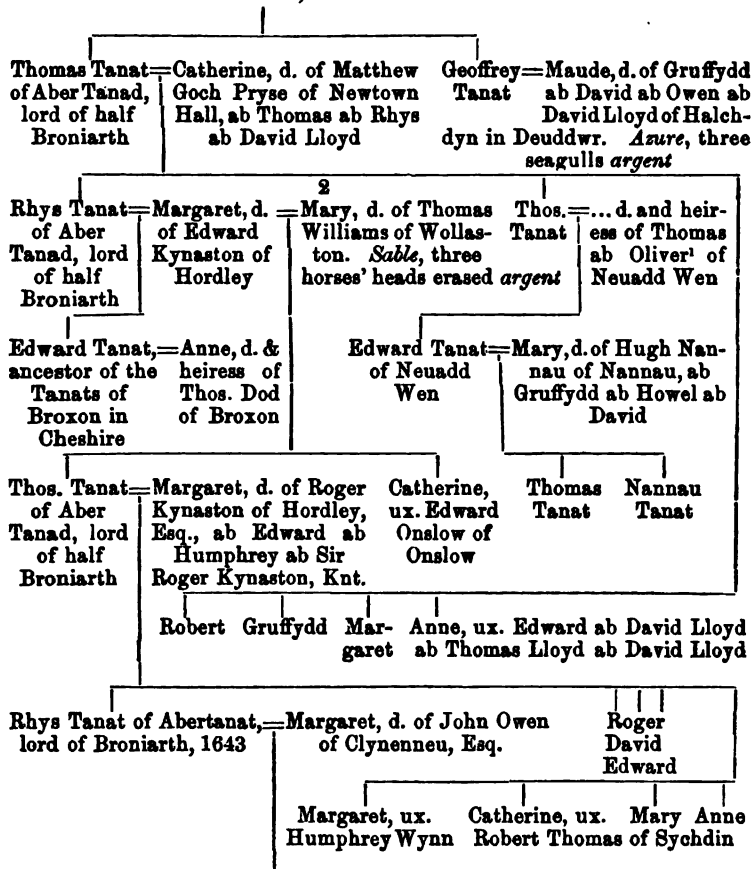 Thomas Tanat=Catherine, d. of Matthew Geoffrey=Maude, d. of Gruffydd
of Aber Tanad, Goch Pryse of Newtown Tanat ab David ab Owen ab
lord of half Hall, ab Thomas ab Rhys David Lloyd of Halch-
Broniarth ab David Lloyd dyn in Deuddwr. Azure, three
seagulls argent
2
Rhys Tanat=Margaret, d. =Mary, d. of Thomas Thos.=...d. and heir-
of Aber of Edward Williams of Wollas- Tanat ess of Thomas
Tanad, lord Kynaston of ton. Sable, three ab Oliver¹ of
of half Hordley horses' heads erased argent Neuadd Wen
Broniarth
Edward Tanat,=Anne, d. & Edward Tanat=Mary, d. of Hugh Nan-
ancestor of the heiress of of Neuadd nau of Nannau, ab
Tanats of Thos. Dod Wen Gruffydd ab Howel ab
Broxon in of Broxon David
Cheshire
Thos. Tanat=Margaret, d. of Roger Catherine, Thomas Nannau
of Aber Kynaston of Hordley, ux. Edward Tanat Tanat
Tanad, lord Esq., ab Edward ab Onslow of
of half Humphrey ab Sir Onslow
Broniarth Roger Kynaston, Knt.
Robert Gruffydd Mar- Anne, ux. Edward ab David Lloyd
garet ab Thomas Lloyd ab David Lloyd
Rhys Tanat of Abertanat,=Margaret, d. of John Owen Roger
lord of Broniarth, 1643 of Clynenneu, Esq. David
Edward
Margaret, ux. Catherine, ux. Mary Anne
Humphrey Wynn Robert Thomas of Sychdin